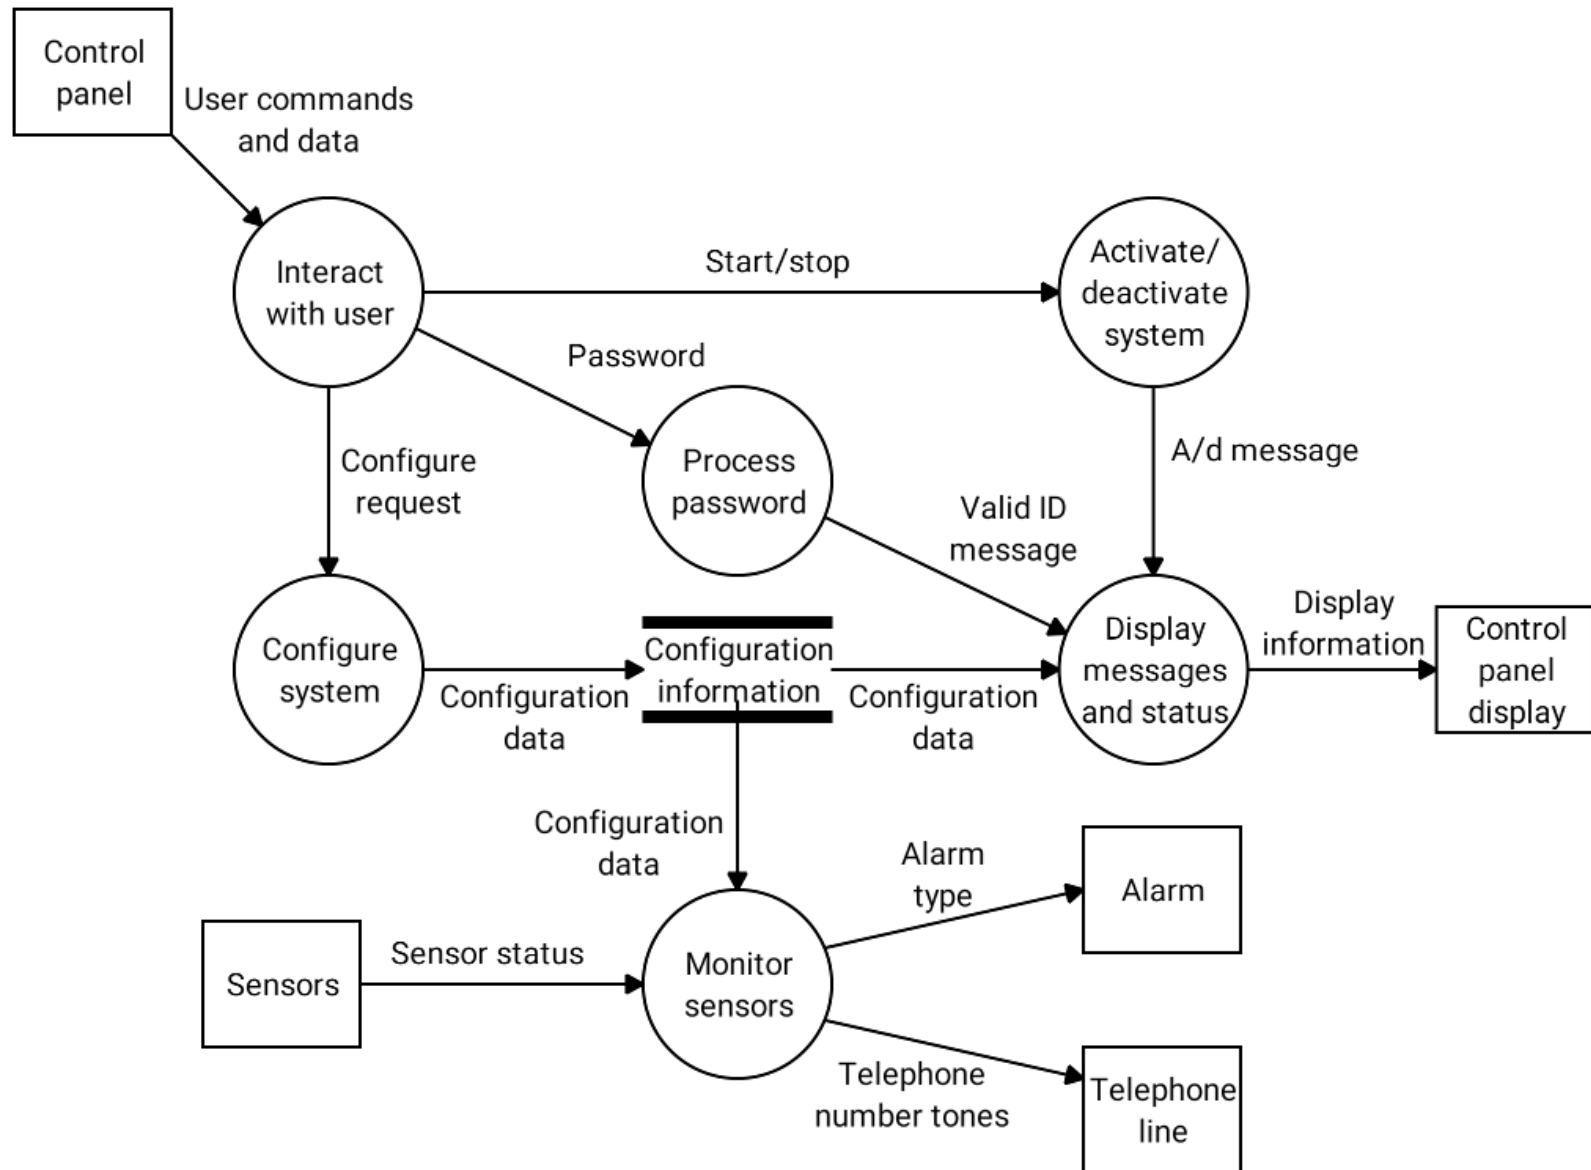 Control
panel
User commands
and data
Interact
with user
Start/stop
Activate/
deactivate
system
Password
Configure
request
Process
password
A/d message
Valid ID
message
Configure
system
Configuration
data
Configuration
information
Configuration
data
Display
messages
and status
Display
information
Control
panel
display
Configuration
data
Alarm
type
Alarm
Sensors
Sensor status
Monitor
sensors
Telephone
number tones
Telephone
line